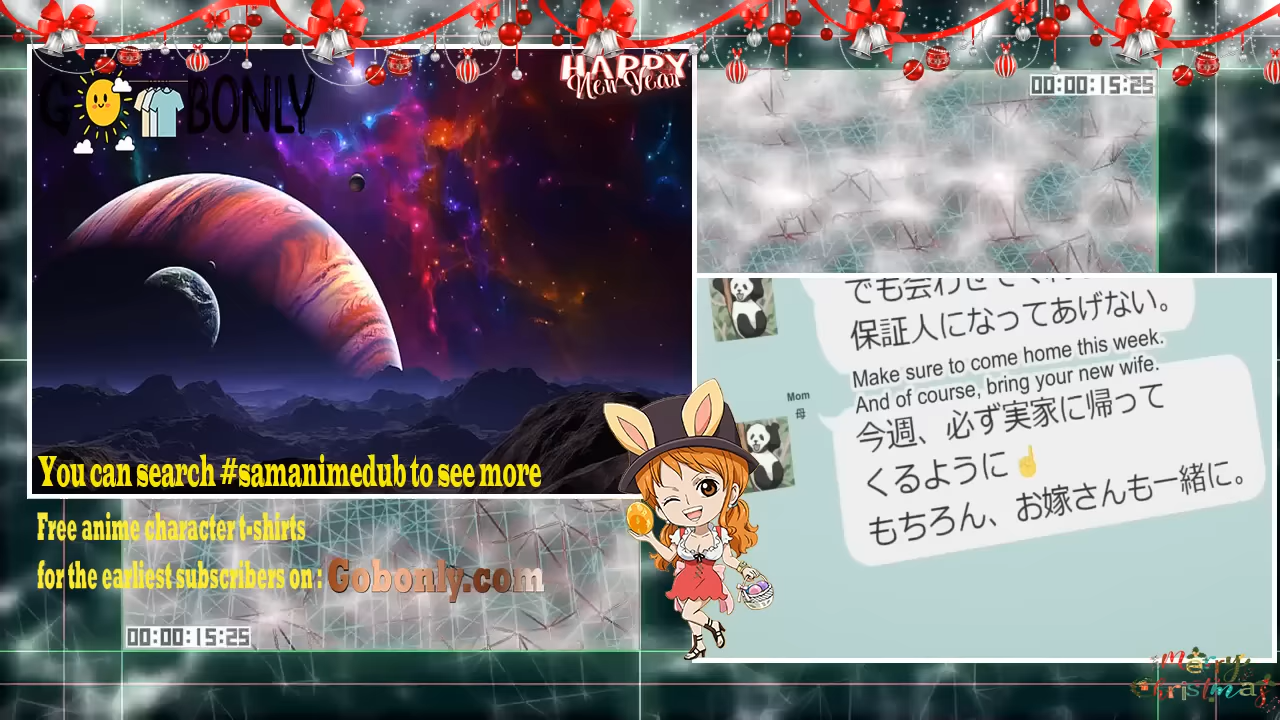 HAPPY
New Year
GOBONLY
00:00:15:25
保証人になってあげない。
Make sure to come home this week.
And of course, bring your new wife.
Mom
母
今週、必ず実家に帰って
くるように☝
もちろん、お嫁さんも一緒に。
You can search #samanimedub to see more
Free anime character t-shirts
for the earliest subscribers on : Gobonly.com
00:00:15:25
Merry
Christmas